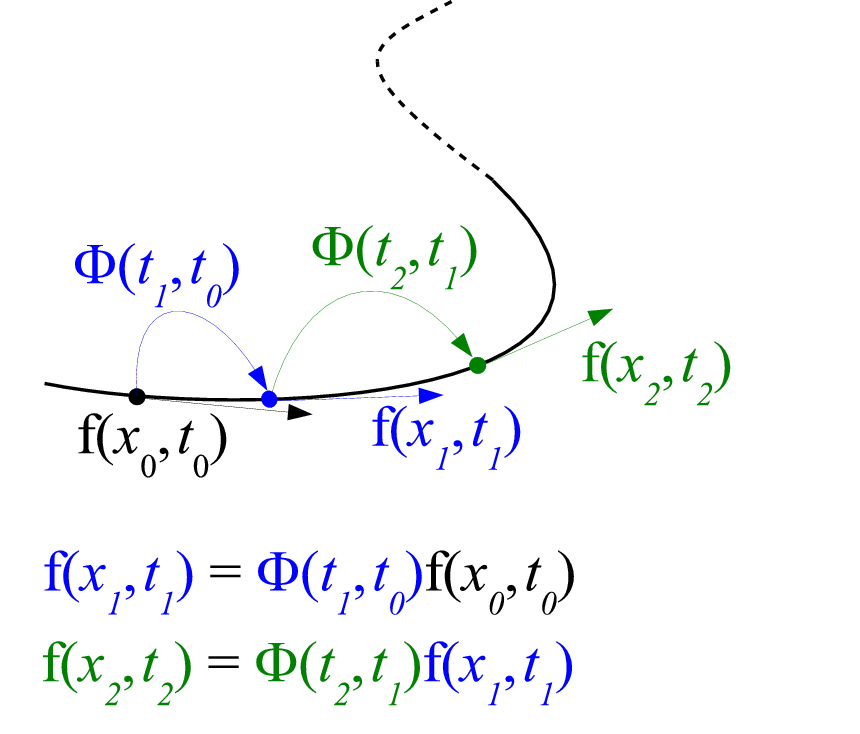 Φ(t₂,t₁)
Φ(t₁,t₀)
f(x₂,t₂)
f(x₀,t₀)
f(x₁,t₁)
f(x₁,t₁) = Φ(t₁,t₀)f(x₀,t₀)
f(x₂,t₂) = Φ(t₂,t₁)f(x₁,t₁)